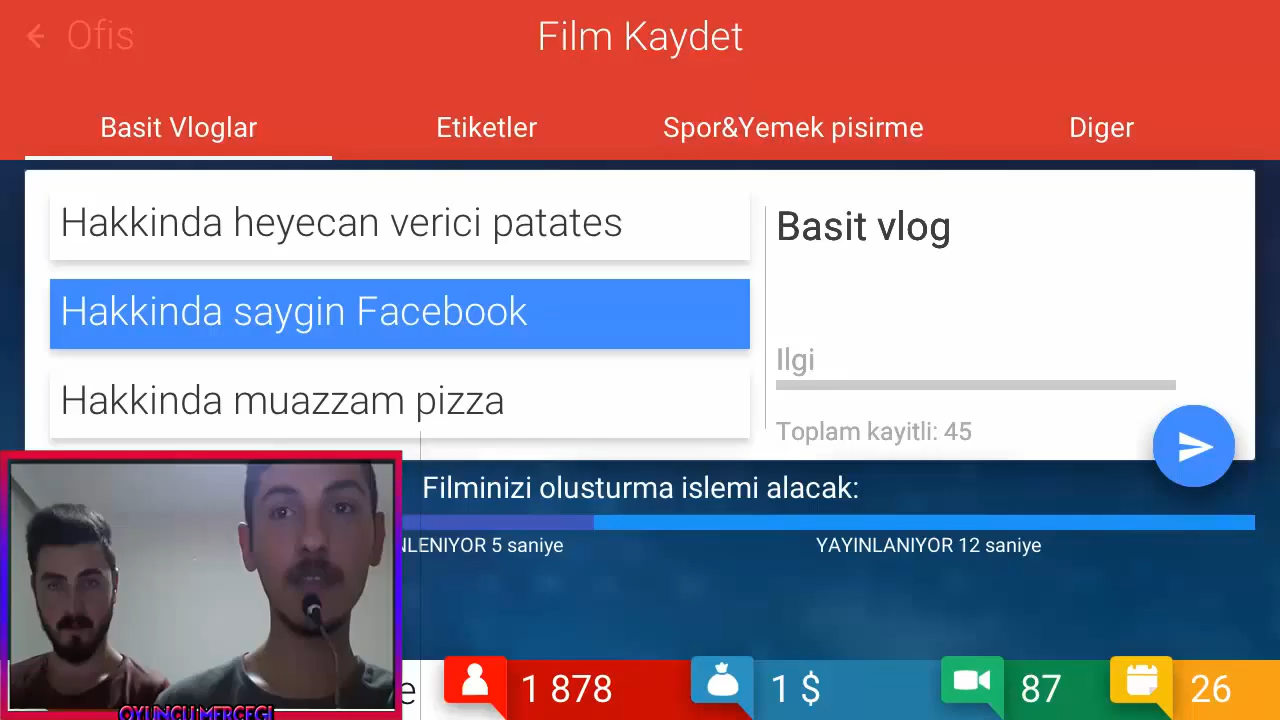 Ofis
Film Kaydet
Basit Vloglar
Etiketler
Spor&Yemek pisirme
Diger
Hakkinda heyecan verici patates
Hakkinda saygin Facebook
Hakkinda muazzam pizza
Basit vlog
Ilgi
Toplam kayitli: 45
Filminizi olusturma islemi alacak:
NLENIYOR 5 saniye
YAYINLANIYOR 12 saniye
e
1 878
1 $
87
26
OYUNCU MERCEGI